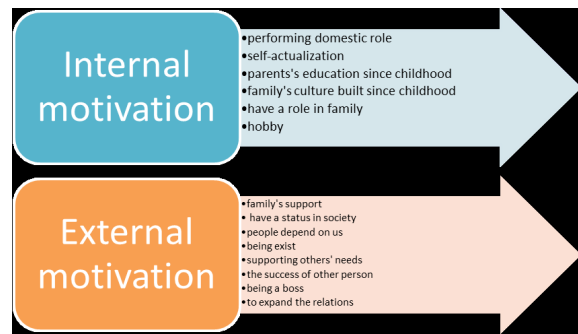 Internal
motivation
•performing domestic role
•self-actualization
•parents's education since childhood
•family's culture built since childhood
•have a role in family
•hobby
External
motivation
•family's support
• have a status in society
•people depend on us
•being exist
•supporting others' needs
•the success of other person
•being a boss
•to expand the relations